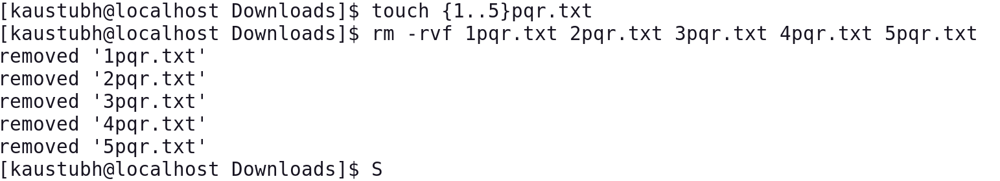 [kaustubh@localhost Downloads]$ touch {1..5}pqr.txt
[kaustubh@localhost Downloads]$ rm -rvf 1pqr.txt 2pqr.txt 3pqr.txt 4pqr.txt 5pqr.txt
removed '1pqr.txt'
removed '2pqr.txt'
removed '3pqr.txt'
removed '4pqr.txt'
removed '5pqr.txt'
[kaustubh@localhost Downloads]$ S